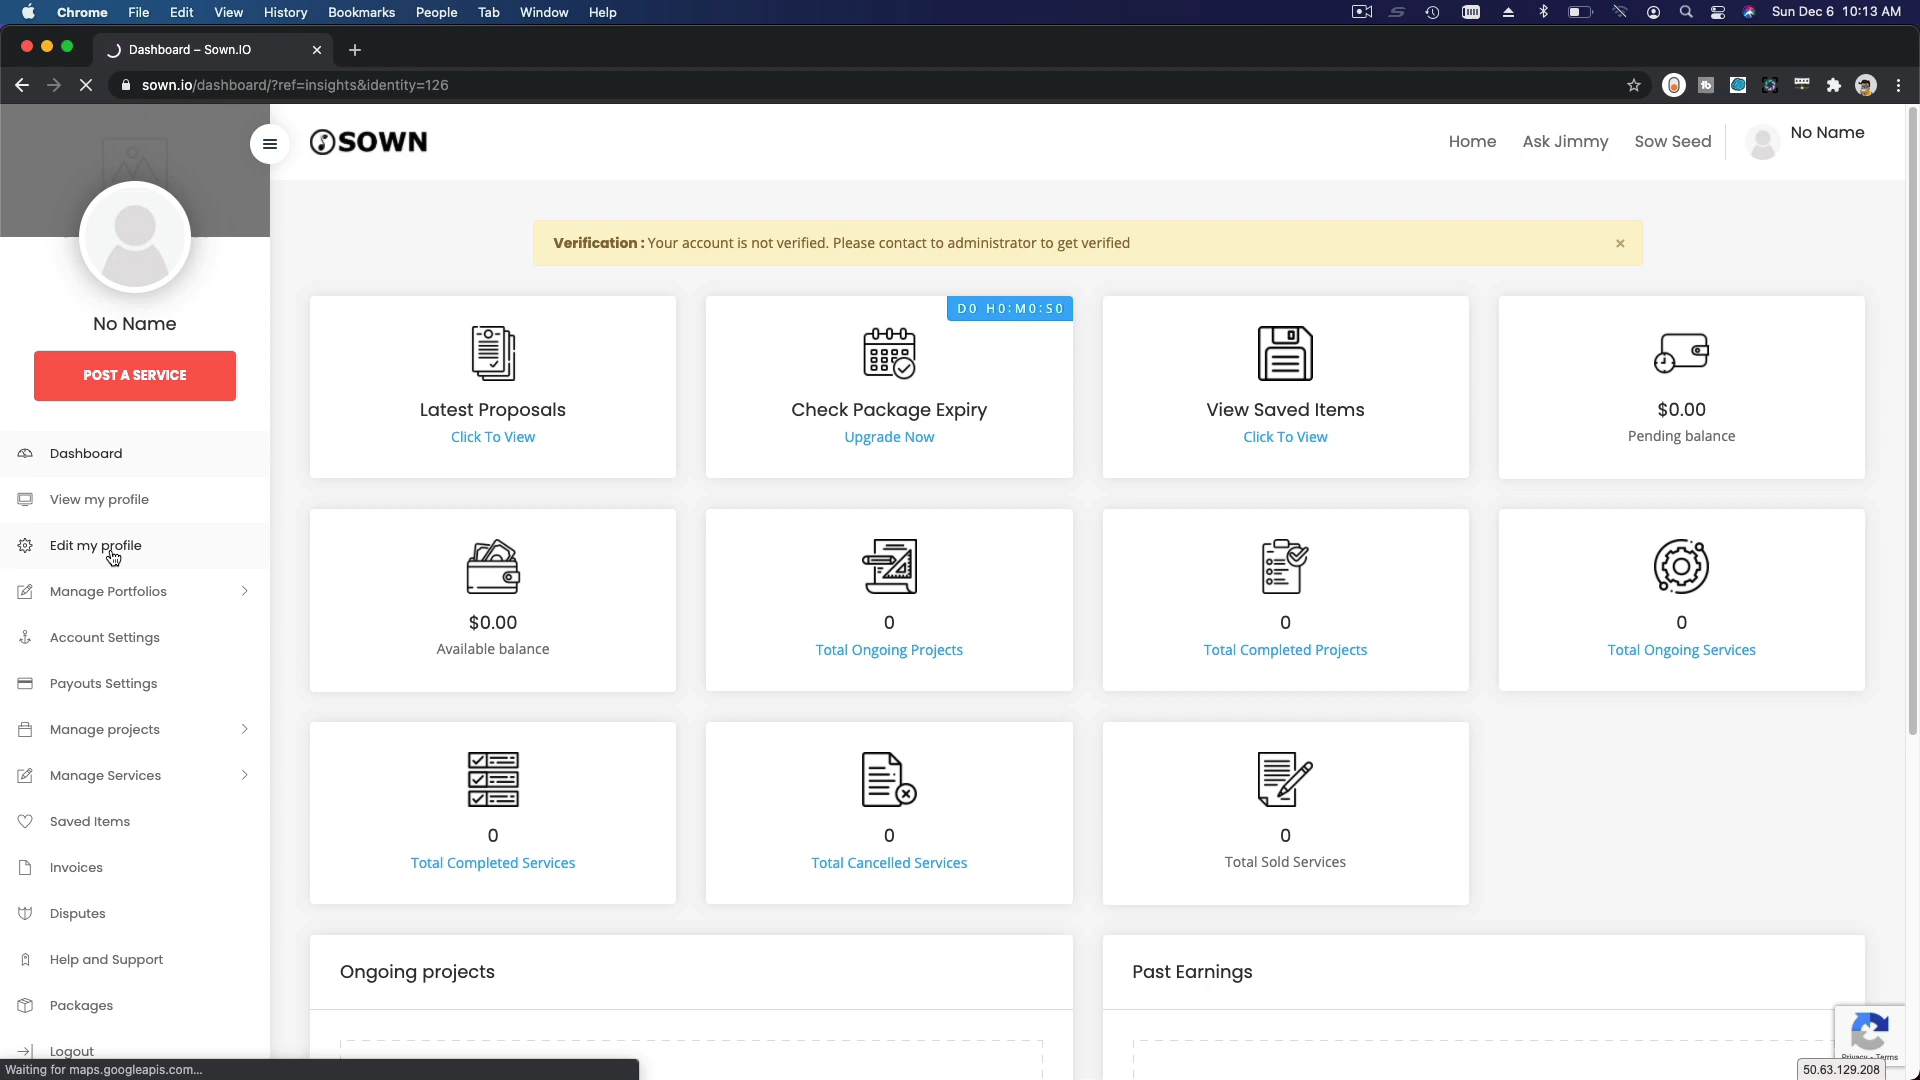 Chrome File Edit View History Bookmarks People Tab Window Help
Sun Dec 6 10:13 AM
Dashboard – Sown.IO
sown.io/dashboard/?ref=insights&identity=126
SOWN
Home Ask Jimmy Sow Seed No Name
Verification : Your account is not verified. Please contact to administrator to get verified
No Name
POST A SERVICE
Dashboard
View my profile
Edit my profile
Manage Portfolios
Account Settings
Payouts Settings
Manage projects
Manage Services
Saved Items
Invoices
Disputes
Help and Support
Packages
Logout
Latest Proposals
Click To View
D0 H0:M0:S0
Check Package Expiry
Upgrade Now
View Saved Items
Click To View
$0.00
Pending balance
$0.00
Available balance
0
Total Ongoing Projects
0
Total Completed Projects
0
Total Ongoing Services
0
Total Completed Services
0
Total Cancelled Services
0
Total Sold Services
Ongoing projects
Past Earnings
Privacy - Terms
Waiting for maps.googleapis.com...
50.63.129.208